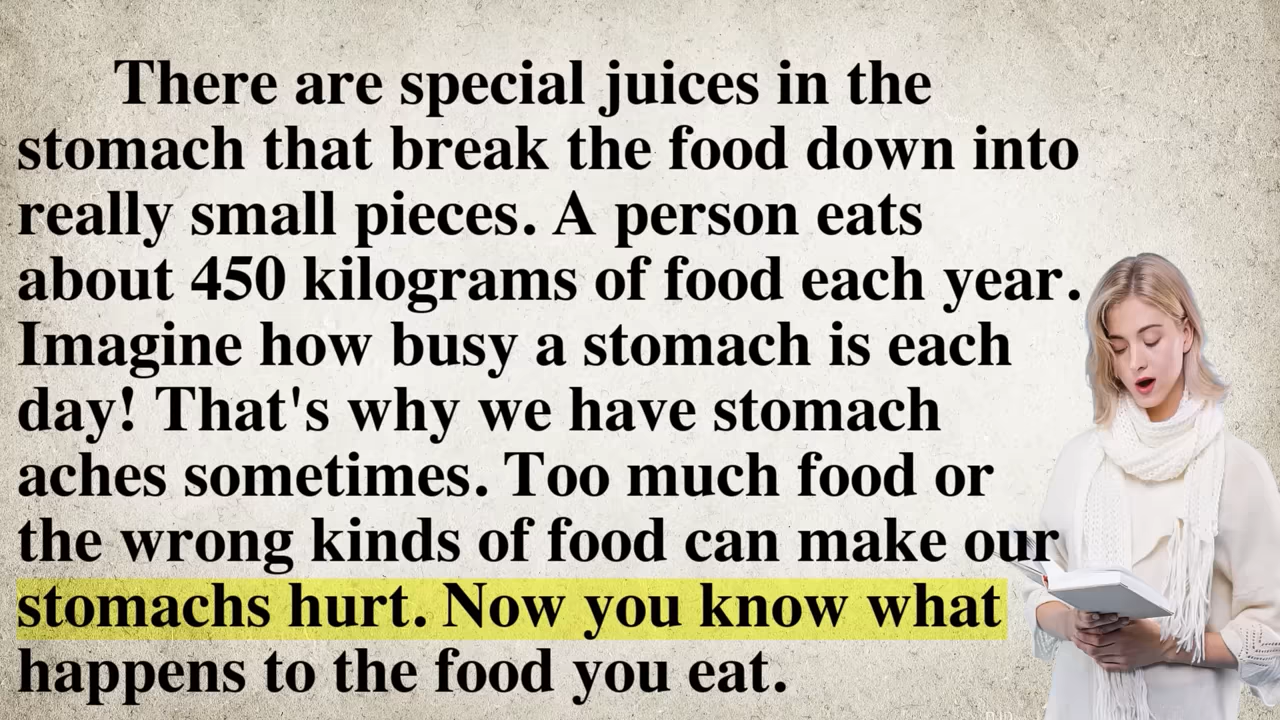 There are special juices in the
stomach that break the food down into
really small pieces. A person eats
about 450 kilograms of food each year.
Imagine how busy a stomach is each
day! That's why we have stomach
aches sometimes. Too much food or
the wrong kinds of food can make our
stomachs hurt. Now you know what
happens to the food you eat.